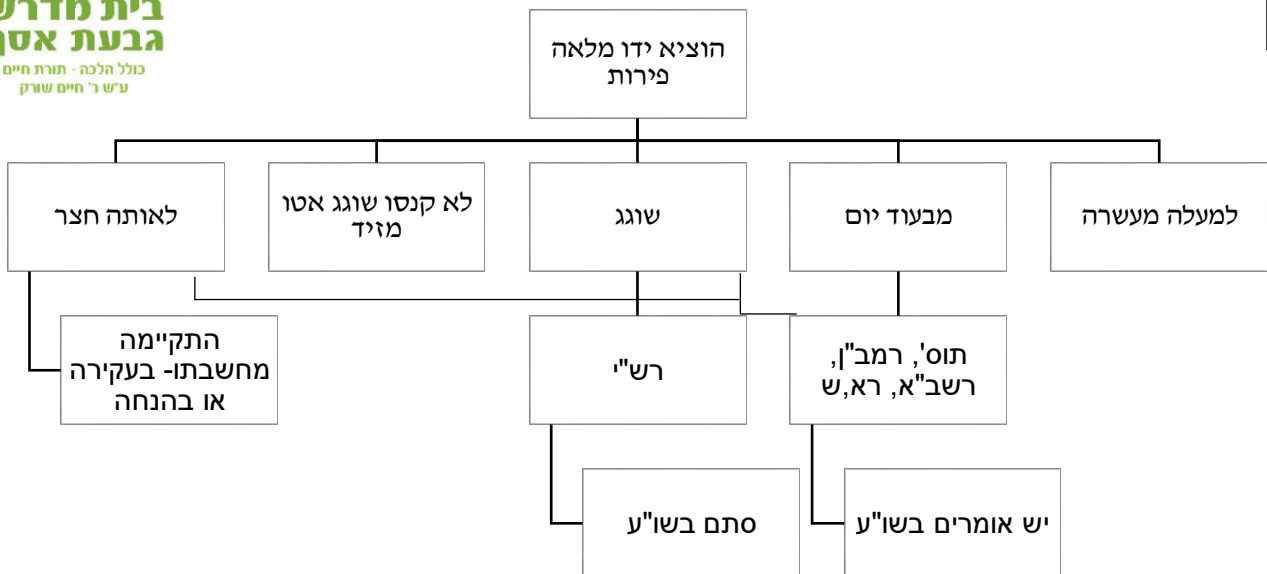 בית מדרש
גבעת אסף
כולל הלכה - תורת חיים
ע"ש ר' חיים שורק
הוציא ידו מלאה
פירות
למעלה מעשרה
מבעוד יום
שוגג
לא קנסו שוגג אטו
מזיד
לאותה חצר
תוס', רמב"ן,
רשב"א, רא,ש
רש"י
התקיימה
מחשבתו- בעקירה
או בהנחה
יש אומרים בשו"ע
סתם בשו"ע